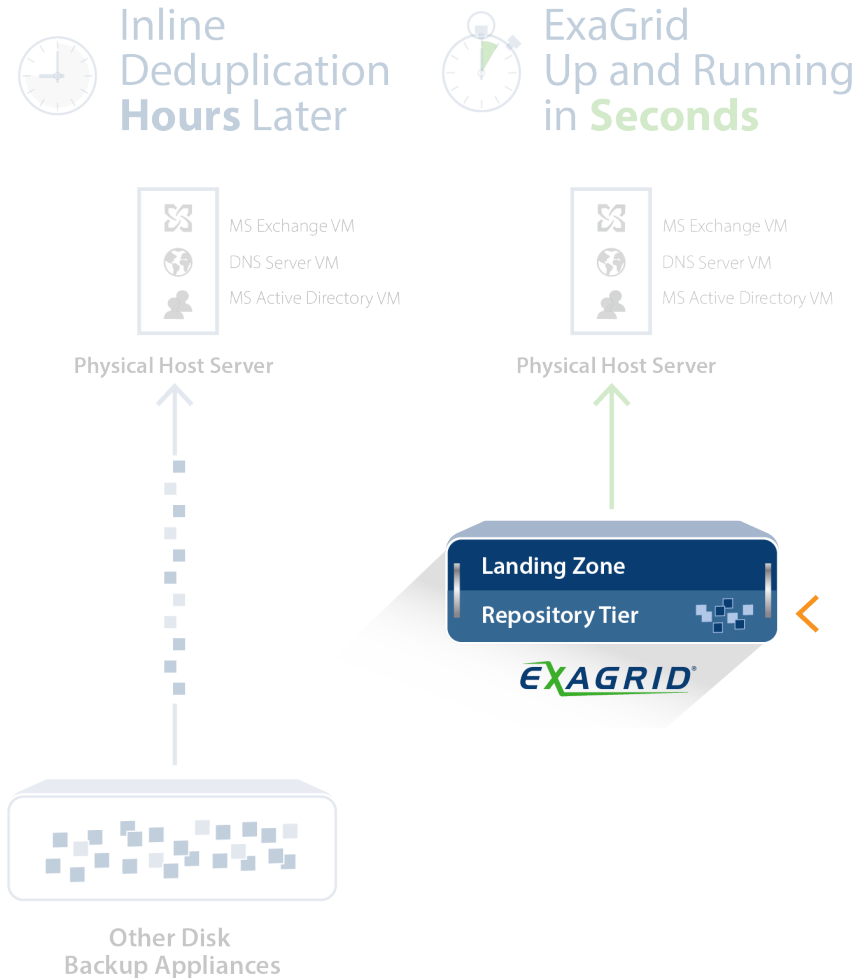 Inline
Deduplication
Hours Later
ExaGrid
Up and Running
in Seconds
MS Exchange VM
DNS Server VM
MS Active Directory VM
Physical Host Server
MS Exchange VM
DNS Server VM
MS Active Directory VM
Physical Host Server
Landing Zone
Repository Tier
EXAGRID®
Other Disk
Backup Appliances